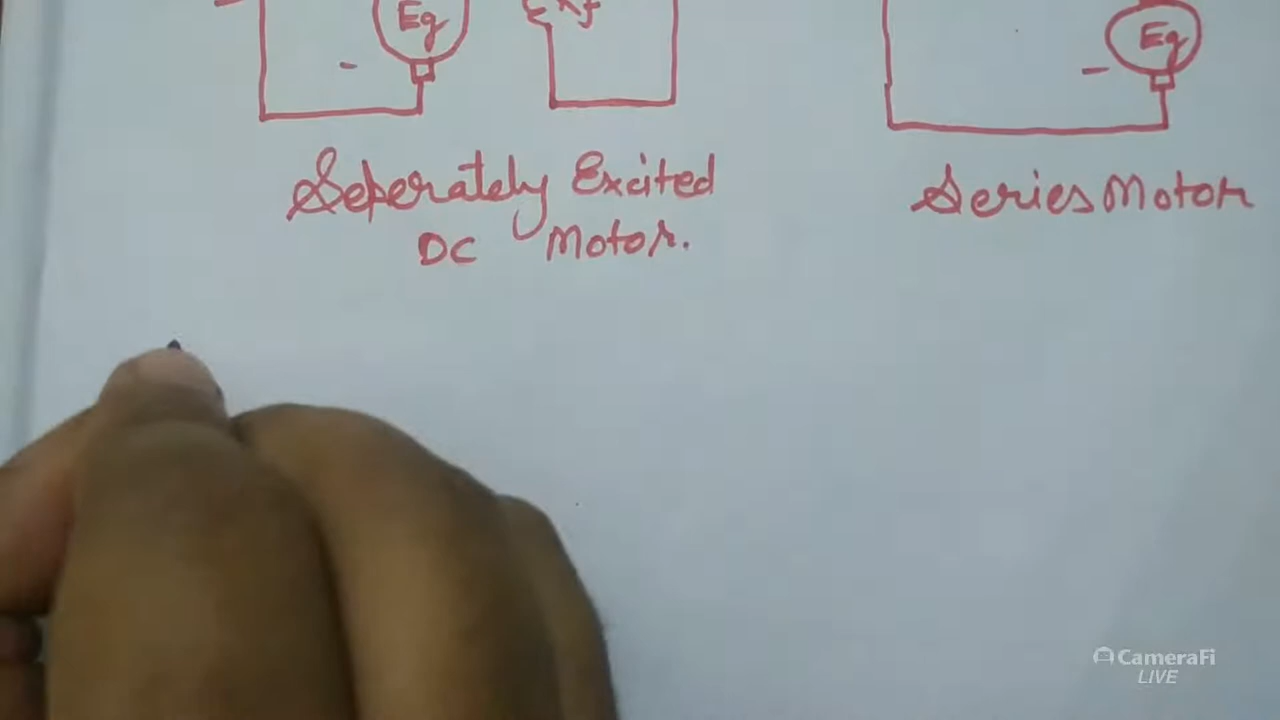 Eg
Eg
Seperately Excited
DC Motor.
Series Motor
CameraFi
LIVE